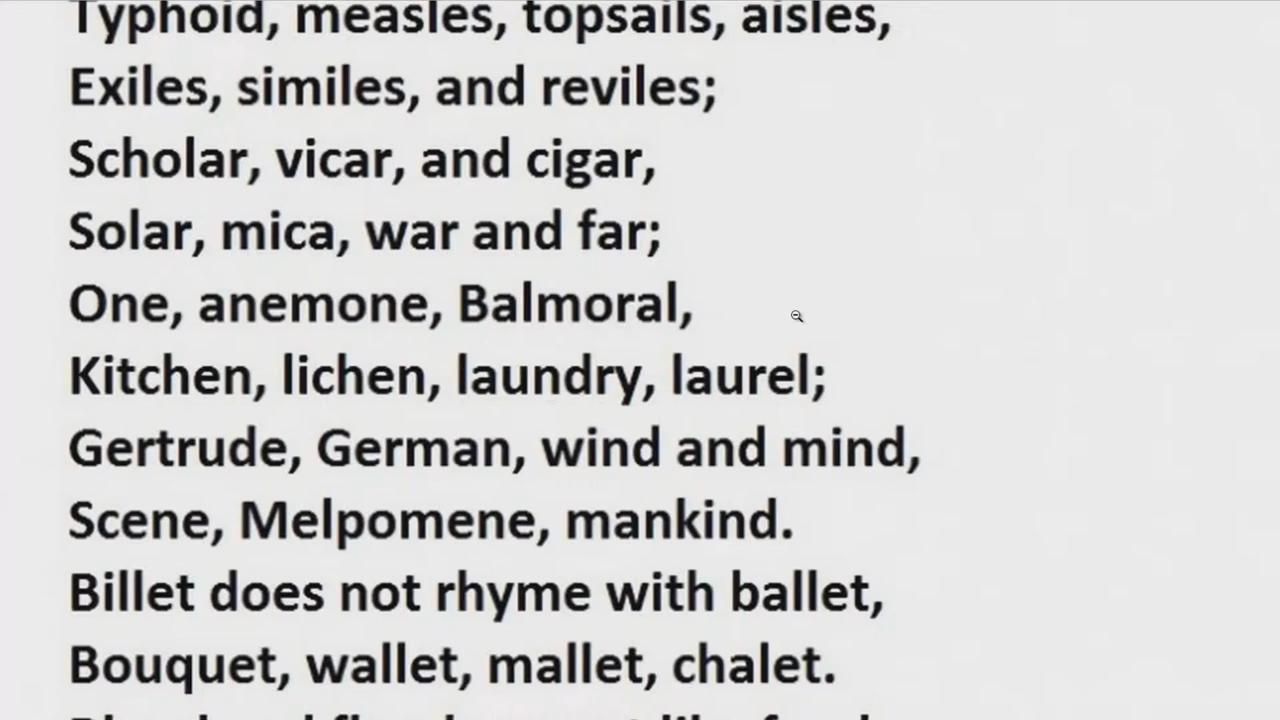 Typhoid, measles, topsails, aisles,
Exiles, similes, and reviles;
Scholar, vicar, and cigar,
Solar, mica, war and far;
One, anemone, Balmoral,
Kitchen, lichen, laundry, laurel;
Gertrude, German, wind and mind,
Scene, Melpomene, mankind.
Billet does not rhyme with ballet,
Bouquet, wallet, mallet, chalet.